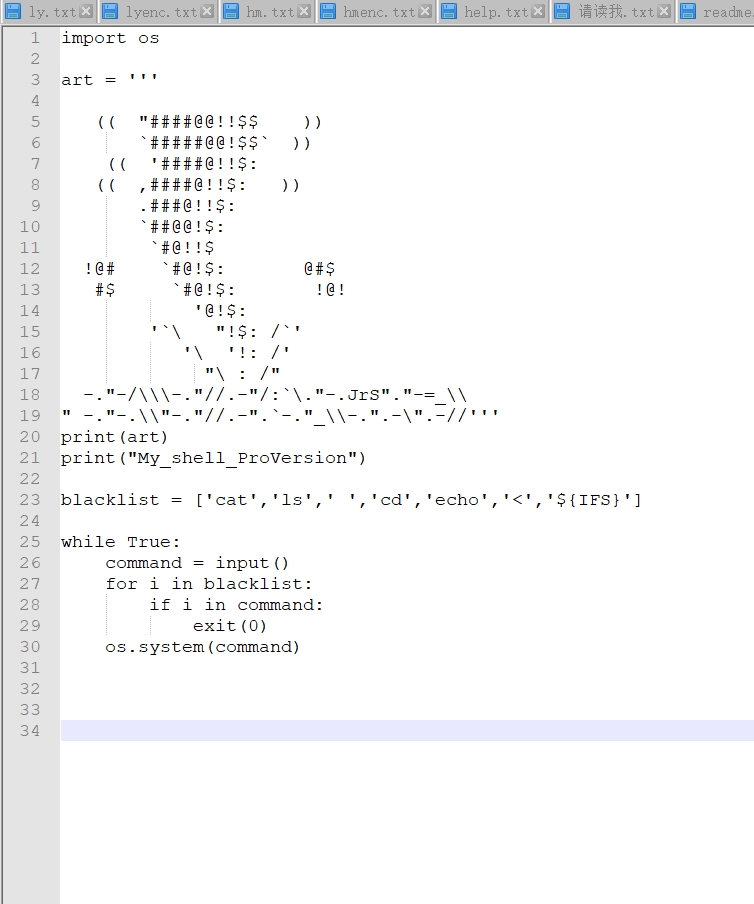 ly.txt lyenc.txt hm.txt hmenc.txt help.txt 请读我.txt readme.
1 import os
2
3 art = '''
4
5    ((  "####@@!!$$    ))
6        `#####@@!$$`  ))
7     ((  '####@!!$:
8    ((  ,####@!!$:   ))
9        .###@!!$:
10        `##@@!$:
11         `#@!!$
12   !@#    `#@!$:       @#$
13    #$     `#@!$:       !@!
14             '@!$:
15         '`\   "!$: /`'
16            '\  '!: /'
17              "\ : /"
18   -."-/\\\-."//.-"/:`\."-.JrS"."-=_\\
19 " -."-.\\"-."//.-".`-."_\\-.".-\".-//'''
20 print(art)
21 print("My_shell_ProVersion")
22
23 blacklist = ['cat','ls',' ','cd','echo','<','${IFS}']
24
25 while True:
26     command = input()
27     for i in blacklist:
28         if i in command:
29             exit(0)
30     os.system(command)
31
32
33
34